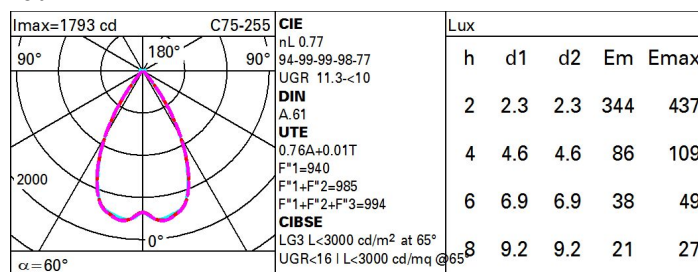 Imax=1793 cd C75-255
90° 180° 90°
2000
0°
α=60°
CIE
nL 0.77
94-99-99-98-77
UGR 11.3-<10
DIN
A.61
UTE
0.76A+0.01T
F"1=940
F"1+F"2=985
F"1+F"2+F"3=994
CIBSE
LG3 L<3000 cd/m² at 65°
UGR<16 | L<3000 cd/mq @65°
Lux
h d1 d2 Em Emax
2 2.3 2.3 344 437
4 4.6 4.6 86 109
6 6.9 6.9 38 49
8 9.2 9.2 21 27